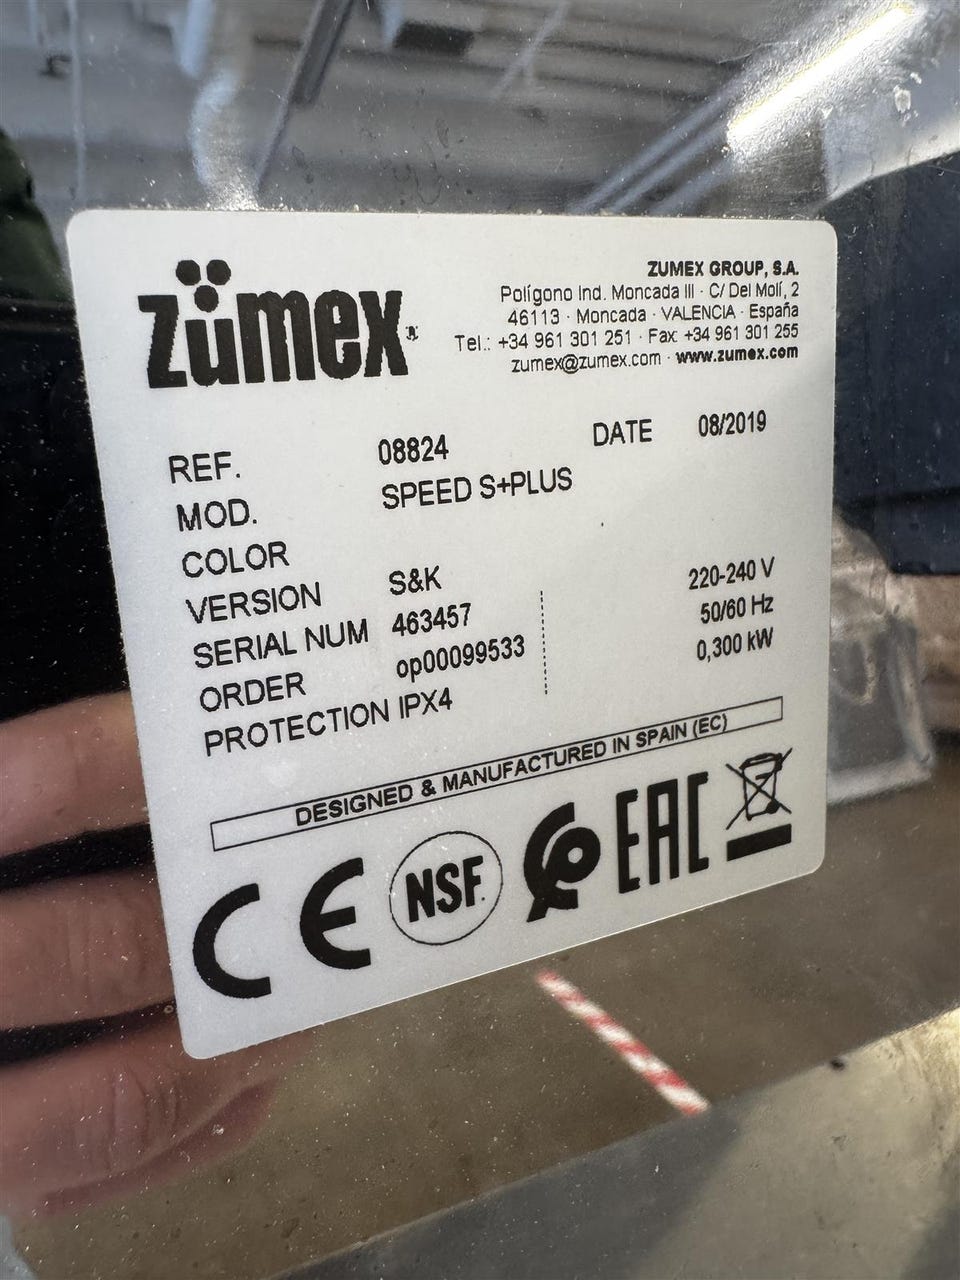 zümex
ZUMEX GROUP, S.A.
Polígono Ind. Moncada III · C/ Del Molí, 2
46113 · Moncada · VALENCIA · España
Tel.: +34 961 301 251 · Fax: +34 961 301 255
zumex@zumex.com · www.zumex.com
REF. 08824 DATE 08/2019
MOD. SPEED S+PLUS
COLOR
VERSION S&K 220-240 V
SERIAL NUM 463457 50/60 Hz
ORDER op00099533 0,300 kW
PROTECTION IPX4
DESIGNED & MANUFACTURED IN SPAIN (EC)
CE NSF. EAC